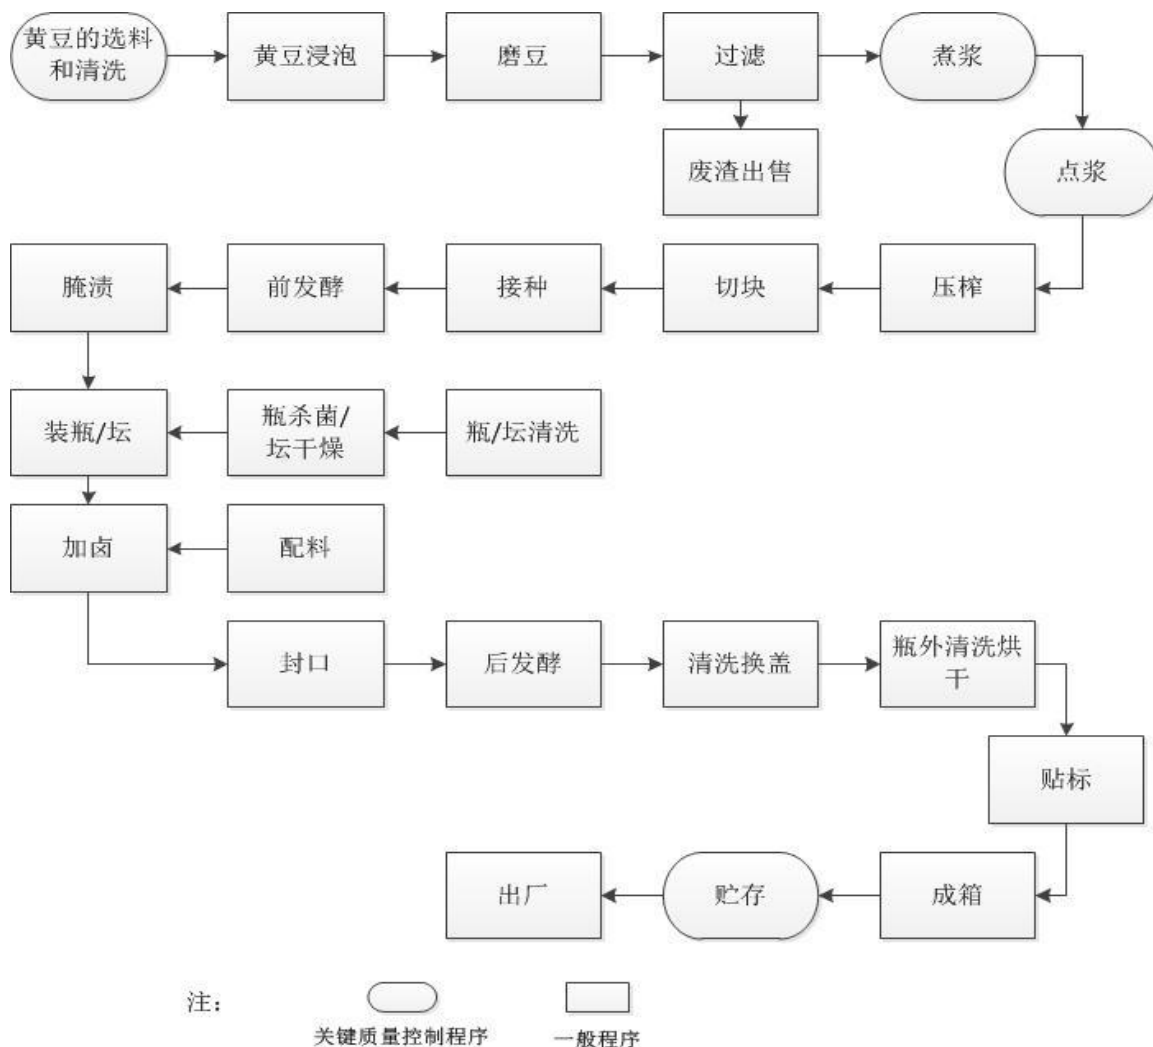 黄豆的选料
和清洗
黄豆浸泡
磨豆
过滤
煮浆
废渣出售
点浆
腌渍
前发酵
接种
切块
压榨
装瓶/坛
瓶杀菌/
坛干燥
瓶/坛清洗
加卤
配料
封口
后发酵
清洗换盖
瓶外清洗烘
干
贴标
出厂
贮存
成箱
注：
关键质量控制程序
一般程序